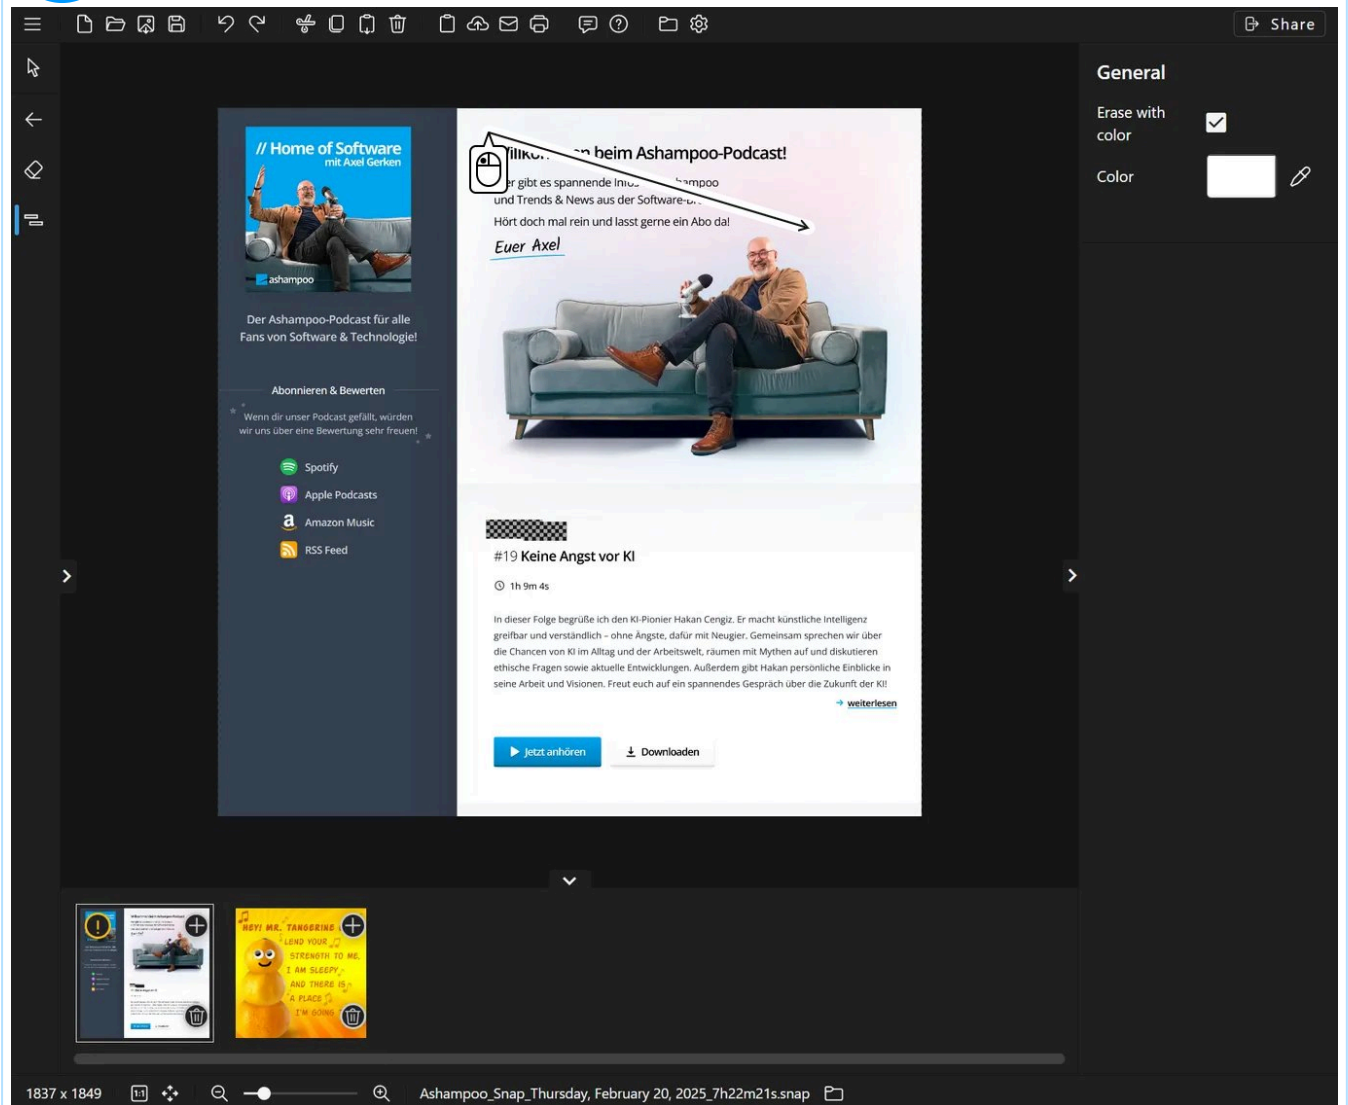 Share
General
Erase with
color
Color
// Home of Software
mit Axel Gerken
ashampoo
Der Ashampoo-Podcast für alle
Fans von Software & Technologie!
Abonnieren & Bewerten
Wenn dir unser Podcast gefällt, würden
wir uns über eine Bewertung sehr freuen!
Spotify
Apple Podcasts
Amazon Music
RSS Feed
beim Ashampoo-Podcast!
gibt es spannende
und Trends & News aus der
Hört doch mal rein und lasst gerne ein Abo da!
Euer Axel
#19 Keine Angst vor KI
1h 9m 4s
In dieser Folge begrüße ich den KI-Pionier Hakan Cengiz. Er macht künstliche Intelligenz
greifbar und verständlich – ohne Ängste, dafür mit Neugier. Gemeinsam sprechen wir über
die Chancen von KI im Alltag und der Arbeitswelt, räumen mit Mythen auf und diskutieren
ethische Fragen sowie aktuelle Entwicklungen. Außerdem gibt Hakan persönliche Einblicke in
seine Arbeit und Visionen. Freut euch auf ein spannendes Gespräch über die Zukunft der KI!
weiterlesen
Jetzt anhören
Downloaden
HEY! MR. TANGERINE
LEND YOUR
STRENGTH TO ME,
I AM SLEEPY
AND THERE IS
A PLACE
I'M GOING
1837 x 1849
1:1
Ashampoo_Snap_Thursday, February 20, 2025_7h22m21s.snap